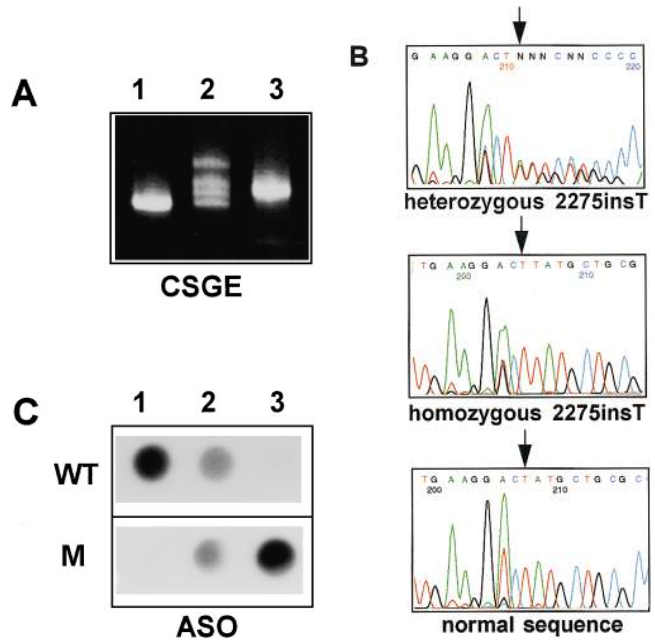 A
1 2 3
CSGE
B
G A A G G A C T N N N C N N C C C C
210 220
heterozygous 2275insT
T G A A G G A C T T A T G C T G C G
200 210
homozygous 2275insT
T G A A G G A C T A T G C T G C G C
200 210
normal sequence
C
1 2 3
WT
M
ASO